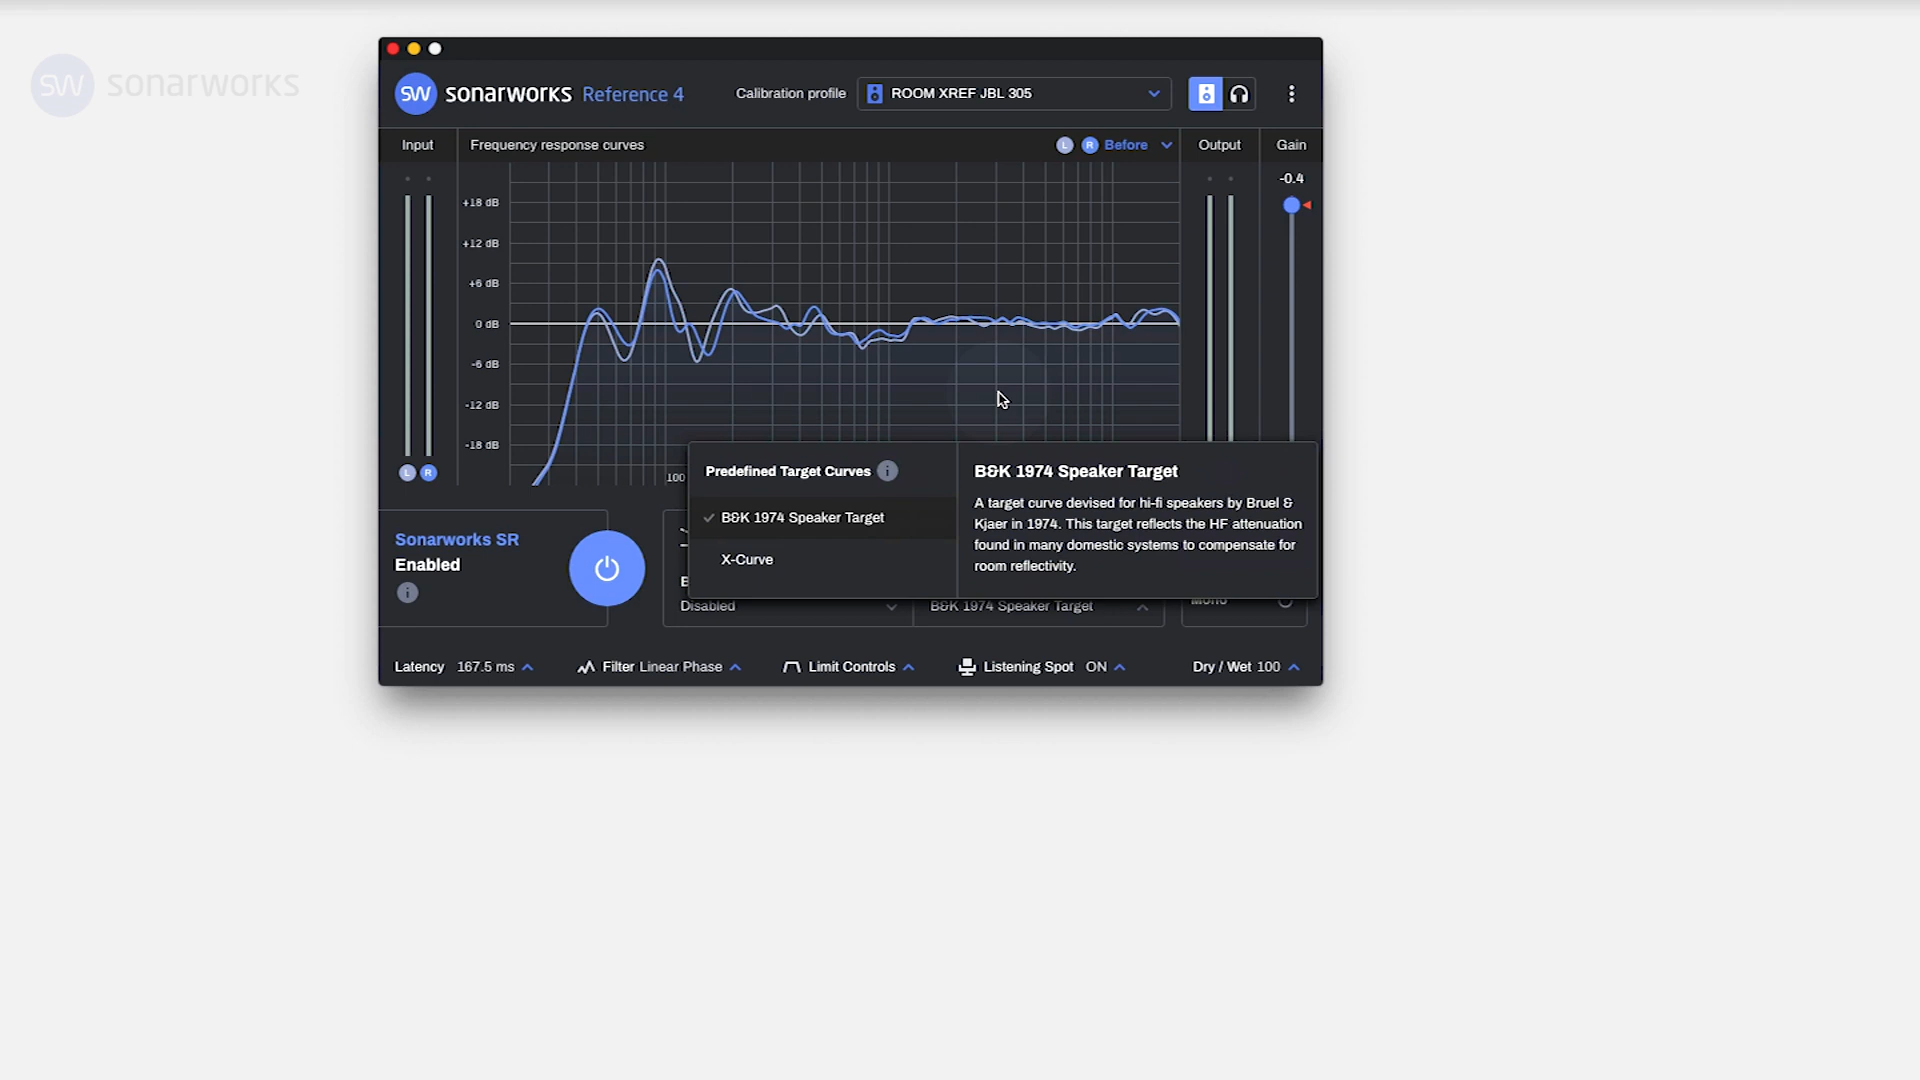 SW sonarworks
SW sonarworks Reference 4
Calibration profile
ROOM XREF JBL 305
Input
Frequency response curves
L R Before
Output
Gain
-0.4
+18 dB
+12 dB
+6 dB
0 dB
-6 dB
-12 dB
-18 dB
L R
100
Predefined Target Curves i
B&K 1974 Speaker Target
X-Curve
B&K 1974 Speaker Target
A target curve devised for hi-fi speakers by Bruel &
Kjaer in 1974. This target reflects the HF attenuation
found in many domestic systems to compensate for
room reflectivity.
Sonarworks SR
Enabled
i
Disabled
B&K 1974 Speaker Target
Mono
Latency 167.5 ms
Filter Linear Phase
Limit Controls
Listening Spot ON
Dry / Wet 100